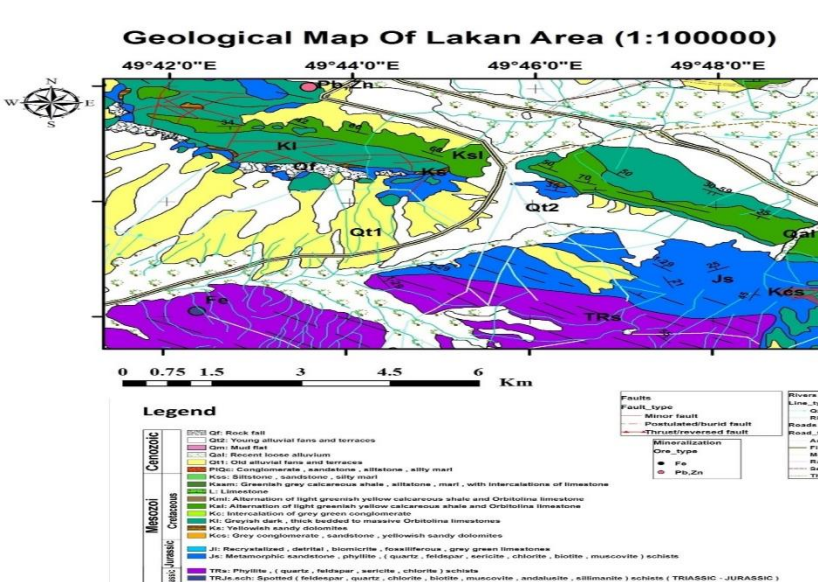 Geological Map Of Lakan Area (1:100000)
49°42'0"E 49°44'0"E 49°46'0"E 49°48'0"E
N
W E
S
Pb,Zn
Kl
Ksl
Qf
Ks
Qt2
Qt1
Qal
Js
Kcs
Fe
TRs
0 0.75 1.5 3 4.5 6
Km
Legend
Cenozoic
Mesozoi
Cretaceous
Jurassic
Qf: Rock fall
Qt2: Young alluvial fans and terraces
Qm: Mud flat
Qal: Recent loose alluvium
Qt1: Old alluvial fans and terraces
PlQc: Conglomerate , sandstone , siltstone , silty marl
Kss: Siltstone , sandstone , silty marl
Kssm: Greenish grey calcareous shale , siltstone , marl , with intercalations of limestone
L: Limestone
Kml: Alternation of light greenish yellow calcareous shale and Orbitolina limestone
Ksl: Alternation of light greenish yellow calcareous shale and Orbitolina limestone
Kc: Intercalation of grey green conglomerate
Kl: Greyish dark , thick bedded to massive Orbitolina limestones
Ks: Yellowish sandy dolomites
Kcs: Grey conglomerate , sandstone , yellowish sandy dolomites
Jl: Recrystallized , detrital , biomicrite , fossiliferous , grey green limestones
Js: Metamorphic sandstone , phyllite , ( quartz , feldspar , sericite , chlorite , biotite , muscovite ) schists
TRs: Phyllite , ( quartz , feldspar , sericite , chlorite ) schists
TRJs.sch: Spotted ( feldespar , quartz , chlorite , biotite , muscovite , andalusite , sillimanite ) schists ( TRIASSIC - JURASSIC )
Faults
Fault_type
Minor fault
Postulated/burid fault
Thrust/reversed fault
Mineralization
Ore_type
Fe
Pb,Zn
Rivers
Roads